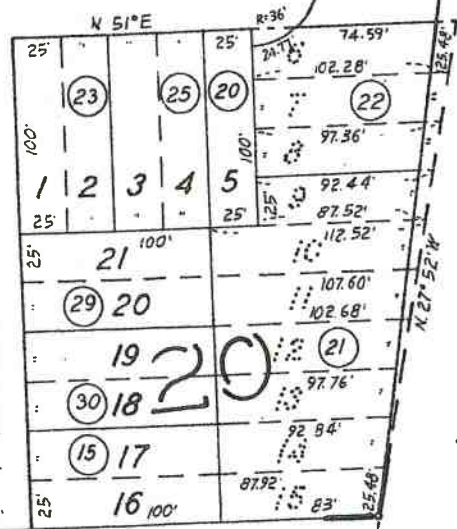 N 51°E R=36'
25' 25' 24.77' 6 74.59' 25.48'
102.28'
23 25 20 7 22 "
100' 100' " 8 97.36' "
1 2 3 4 5 25' 9 92.44'
25' " " 25' 87.52'
25' 21 100' 10 112.52'
107.60' N. 27° 52' W
" 29 20 11
102.68'
" 19 12 21
20
" 30 18 13 97.76'
" 15 17 14 92.84'
25' 16 100' 87.92' 15 83' 25.48'